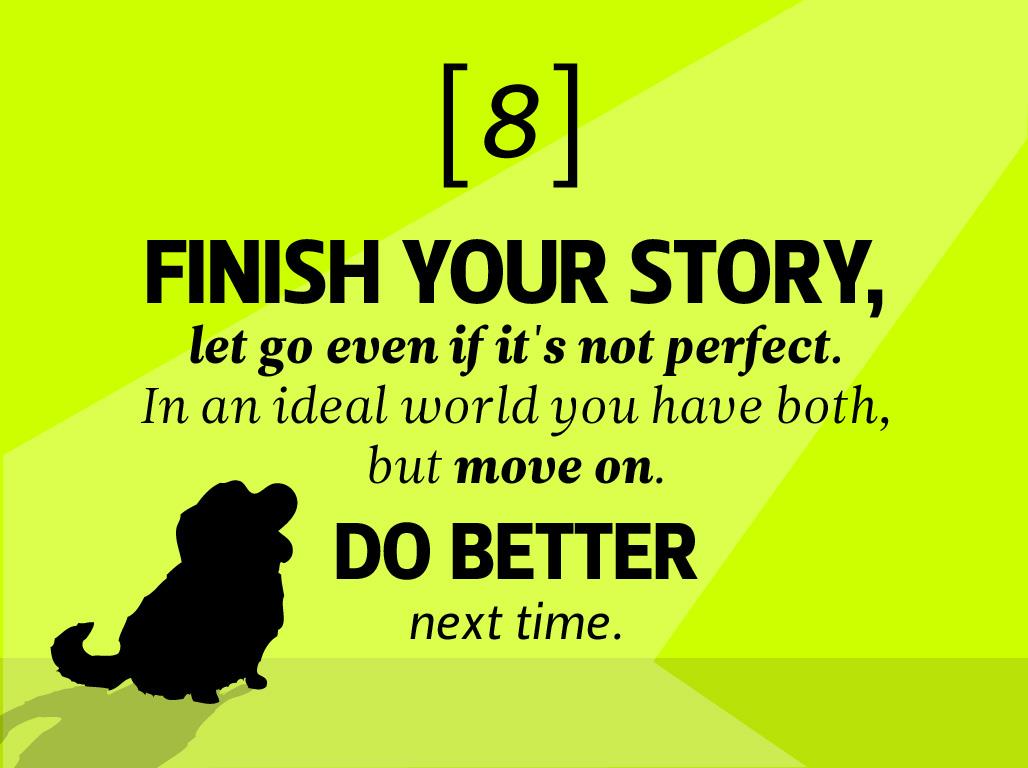 [8]
FINISH YOUR STORY,
let go even if it's not perfect.
In an ideal world you have both,
but move on.
DO BETTER
next time.